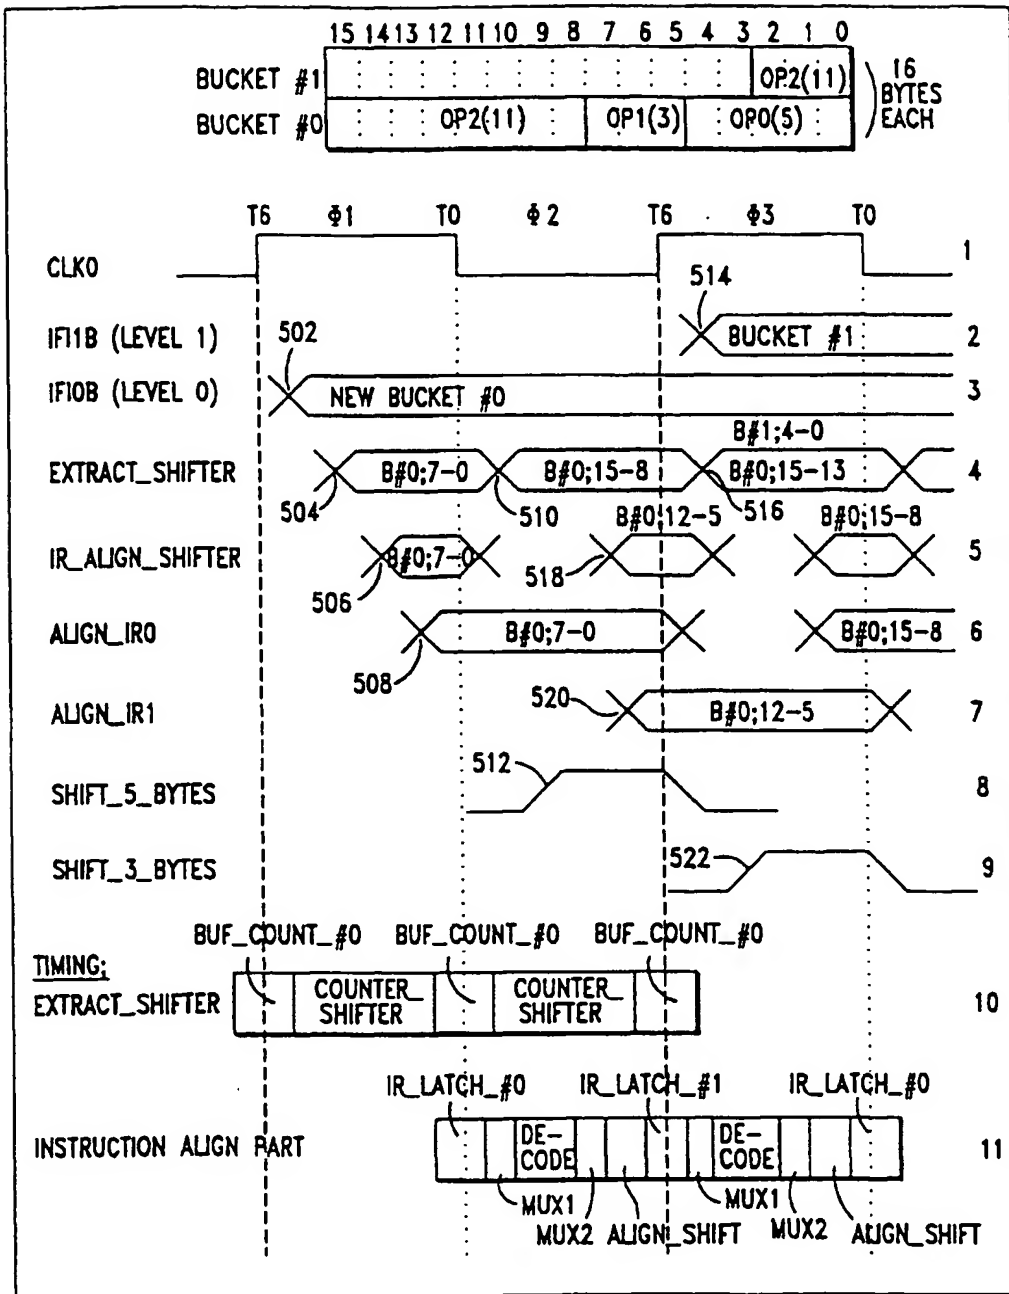 15 14 13 12 11 10 9 8 7 6 5 4 3 2 1 0
BUCKET #1 OP2(11)
BUCKET #0 OP2(11) OP1(3) OP0(5)
16 BYTES EACH
T6 Φ1 T0 Φ2 T6 Φ3 T0
CLK0 1
514
IFI1B (LEVEL 1) BUCKET #1 2
502
IFI0B (LEVEL 0) NEW BUCKET #0 3
B#1;4-0
EXTRACT_SHIFTER B#0;7-0 B#0;15-8 B#0;15-13 4
504 510 516
B#0;12-5 B#0;15-8
IR_ALIGN_SHIFTER B#0;7-0 5
506 518
ALIGN_IR0 B#0;7-0 B#0;15-8 6
508
ALIGN_IR1 520 B#0;12-5 7
512
SHIFT_5_BYTES 8
522
SHIFT_3_BYTES 9
BUF_COUNT_#0 BUF_COUNT_#0 BUF_COUNT_#0
TIMING;
EXTRACT_SHIFTER COUNTER_SHIFTER COUNTER_SHIFTER 10
IR_LATCH_#0 IR_LATCH_#1 IR_LATCH_#0
INSTRUCTION ALIGN PART DE-CODE DE-CODE 11
MUX1 MUX1
MUX2 ALIGN_SHIFT MUX2 ALIGN_SHIFT